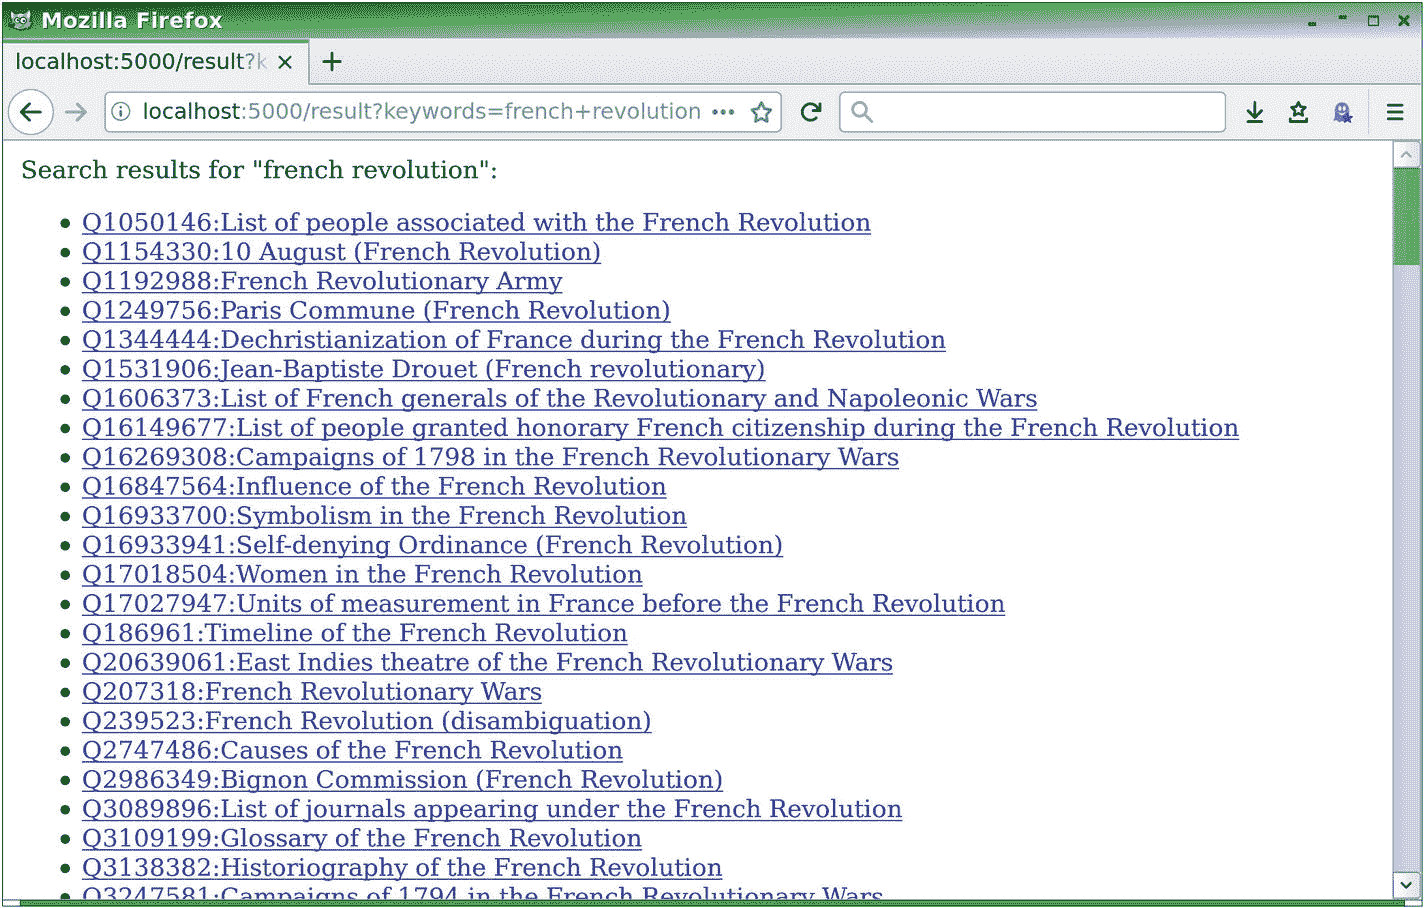 Mozilla Firefox
localhost:5000/result?k
localhost:5000/result?keywords=french+revolution
Search results for "french revolution":
Q1050146:List of people associated with the French Revolution
Q1154330:10 August (French Revolution)
Q1192988:French Revolutionary Army
Q1249756:Paris Commune (French Revolution)
Q1344444:Dechristianization of France during the French Revolution
Q1531906:Jean-Baptiste Drouet (French revolutionary)
Q1606373:List of French generals of the Revolutionary and Napoleonic Wars
Q16149677:List of people granted honorary French citizenship during the French Revolution
Q16269308:Campaigns of 1798 in the French Revolutionary Wars
Q16847564:Influence of the French Revolution
Q16933700:Symbolism in the French Revolution
Q16933941:Self-denying Ordinance (French Revolution)
Q17018504:Women in the French Revolution
Q17027947:Units of measurement in France before the French Revolution
Q186961:Timeline of the French Revolution
Q20639061:East Indies theatre of the French Revolutionary Wars
Q207318:French Revolutionary Wars
Q239523:French Revolution (disambiguation)
Q2747486:Causes of the French Revolution
Q2986349:Bignon Commission (French Revolution)
Q3089896:List of journals appearing under the French Revolution
Q3109199:Glossary of the French Revolution
Q3138382:Historiography of the French Revolution
Q3247581:Campaigns of 1794 in the French Revolutionary Wars